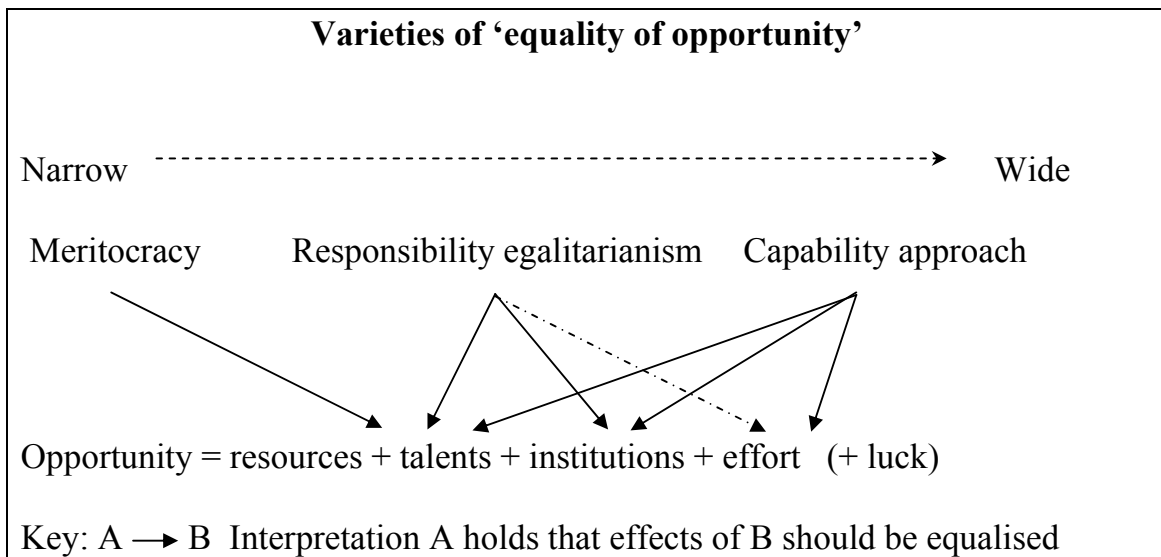 Varieties of ‘equality of opportunity’
Narrow Wide
Meritocracy Responsibility egalitarianism Capability approach
Opportunity = resources + talents + institutions + effort (+ luck)
Key: A → B Interpretation A holds that effects of B should be equalised